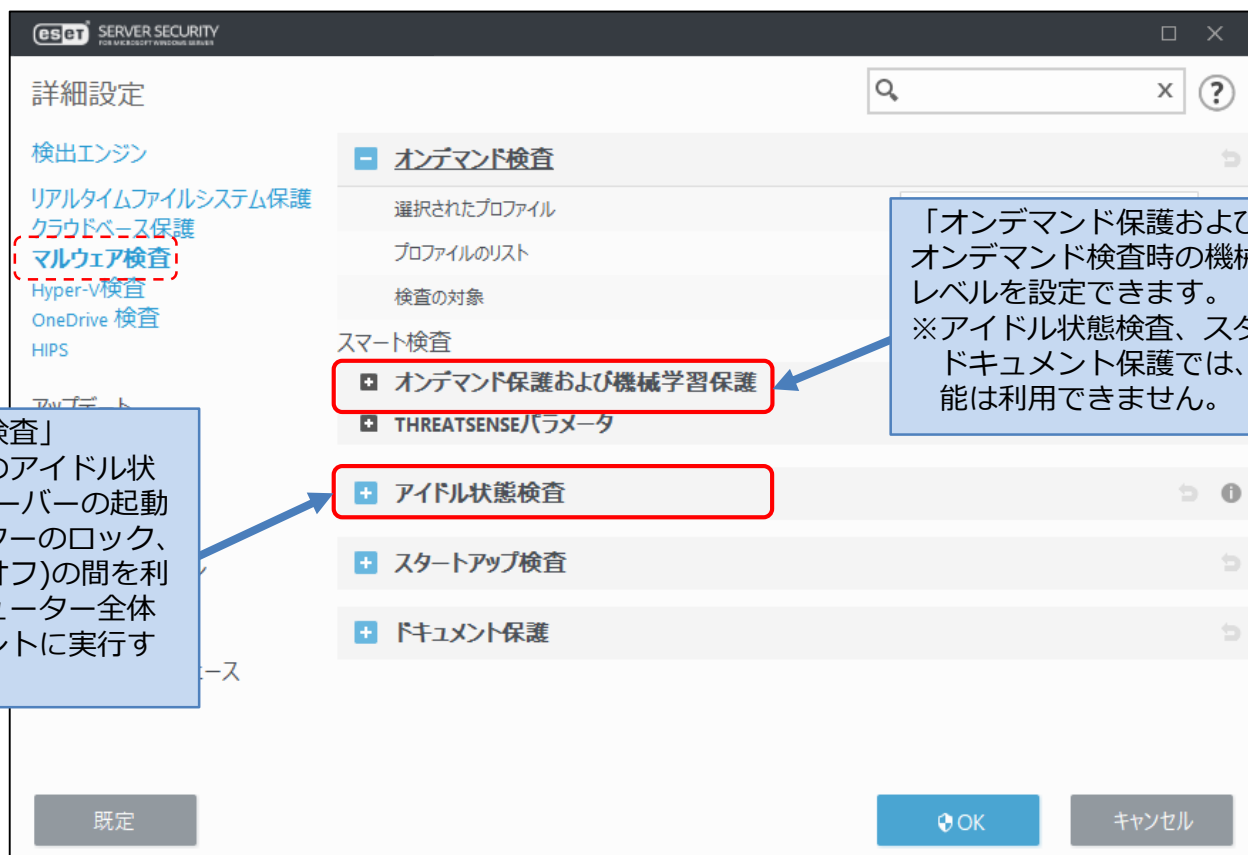 eset SERVER SECURITY
FOR MICROSOFT WINDOWS SERVER
詳細設定
x
?
検出エンジン
リアルタイムファイルシステム保護
クラウドベース保護
マルウェア検査
Hyper-V検査
OneDrive 検査
HIPS
アップデート
オンデマンド検査
選択されたプロファイル
プロファイルのリスト
検査の対象
スマート検査
オンデマンド保護および機械学習保護
THREATSENSEパラメータ
アイドル状態検査
スタートアップ検査
ドキュメント保護
「オンデマンド保護およ
オンデマンド検査時の機
レベルを設定できます。
※アイドル状態検査、スタ
ドキュメント保護では、
能は利用できません。
検査」
のアイドル状
ーバーの起動
ターのロック、
オフ)の間を利
ューター全体
ントに実行す
ース
既定
OK
キャンセル